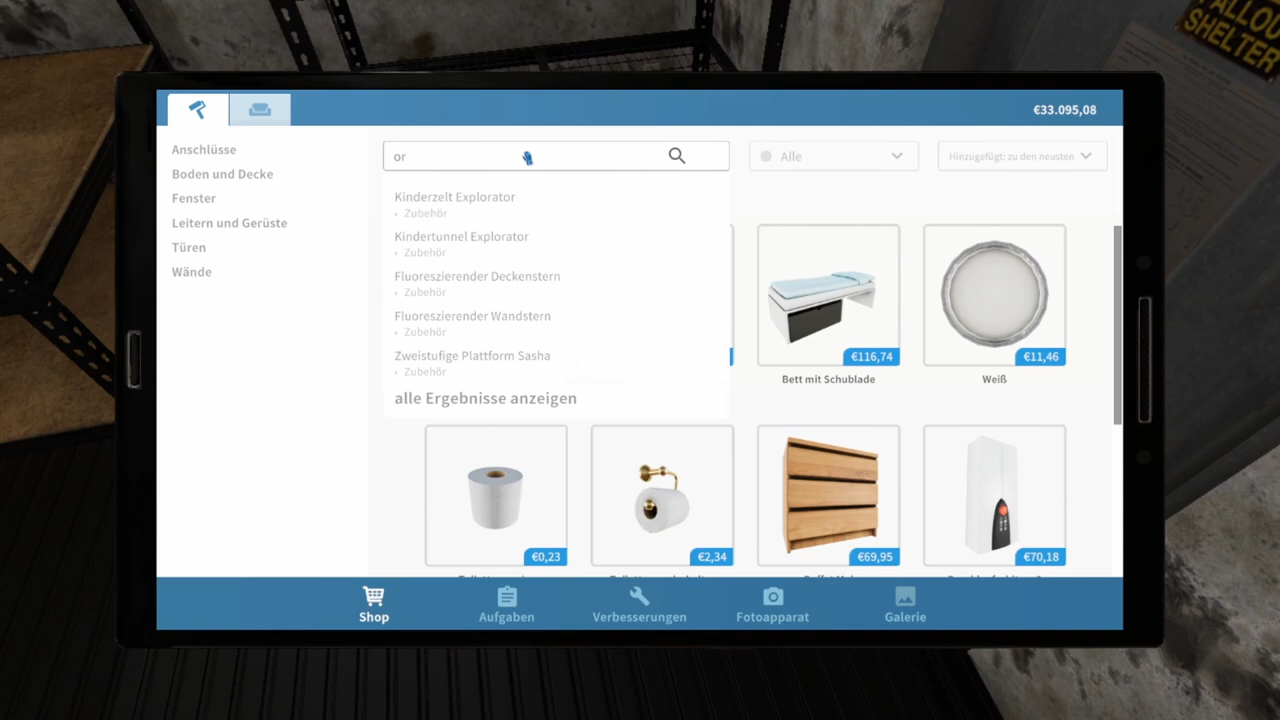 FALLOU
SHELTER
€33.095,08
Anschlüsse
Boden und Decke
Fenster
Leitern und Gerüste
Türen
Wände
or
Alle
Hinzugefügt: zu den neusten
Kinderzelt Explorator
• Zubehör
Kindertunnel Explorator
• Zubehör
Fluoreszierender Deckenstern
• Zubehör
Fluoreszierender Wandstern
• Zubehör
Zweistufige Plattform Sasha
• Zubehör
alle Ergebnisse anzeigen
€116,74
Bett mit Schublade
€11,46
Weiß
€0,23
€2,34
€69,95
€70,18
Shop
Aufgaben
Verbesserungen
Fotoapparat
Galerie